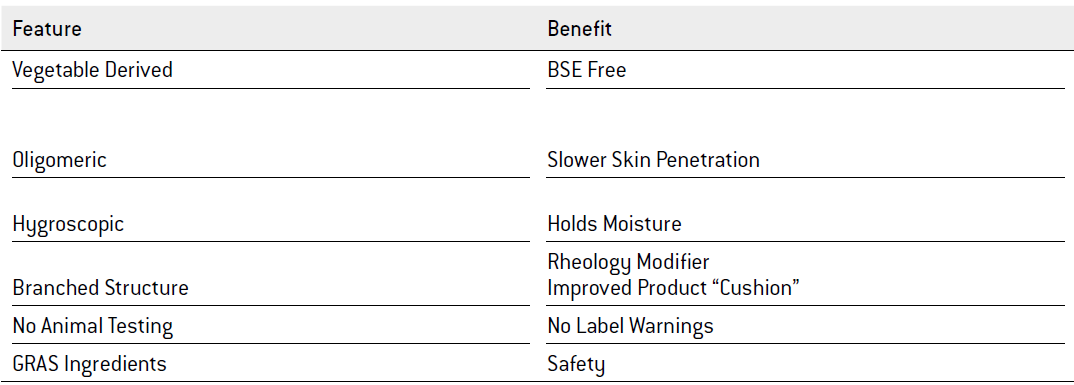 Feature Benefit
Vegetable Derived BSE Free
Oligomeric Slower Skin Penetration
Hygroscopic Holds Moisture
Rheology Modifier
Branched Structure Improved Product “Cushion”
No Animal Testing No Label Warnings
GRAS Ingredients Safety